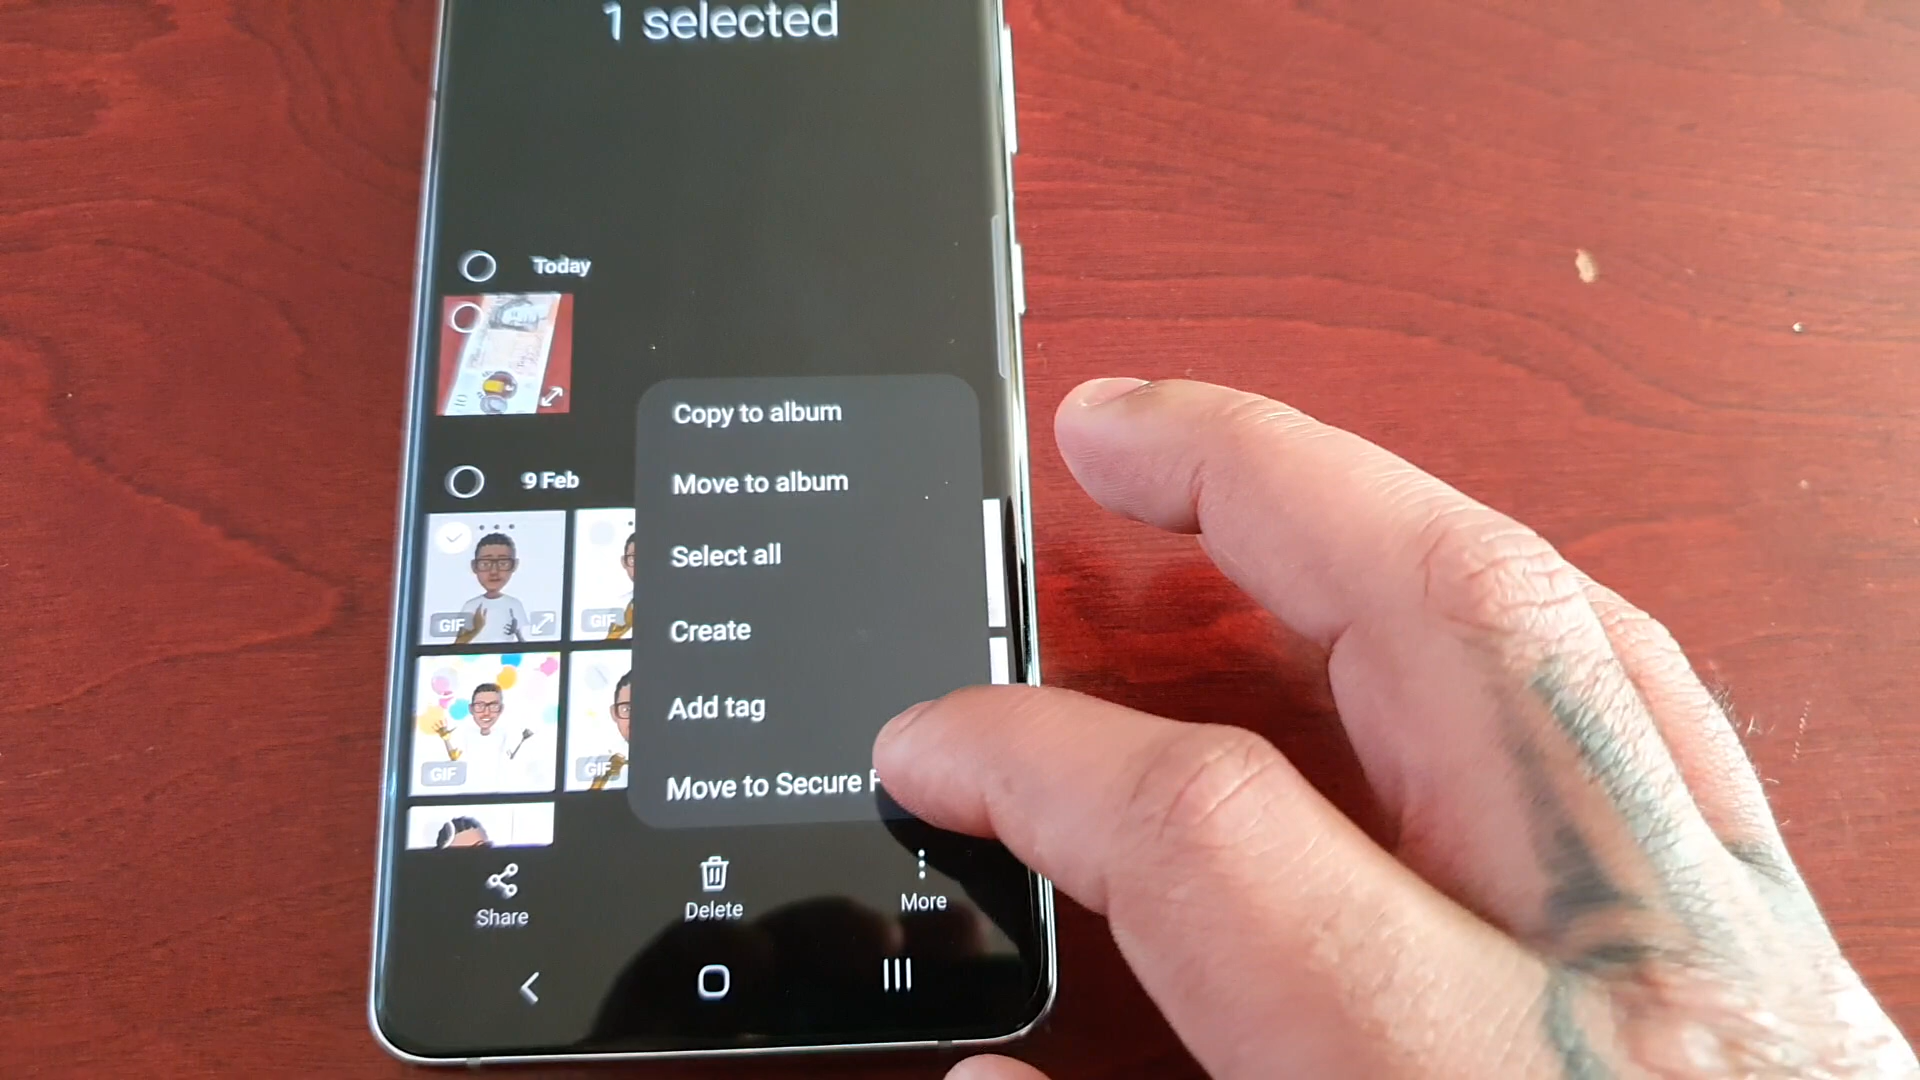 1 selected
Today
9 Feb
GIF
GIF
GIF
GIF
Copy to album
Move to album
Select all
Create
Add tag
Move to Secure
Share
Delete
More